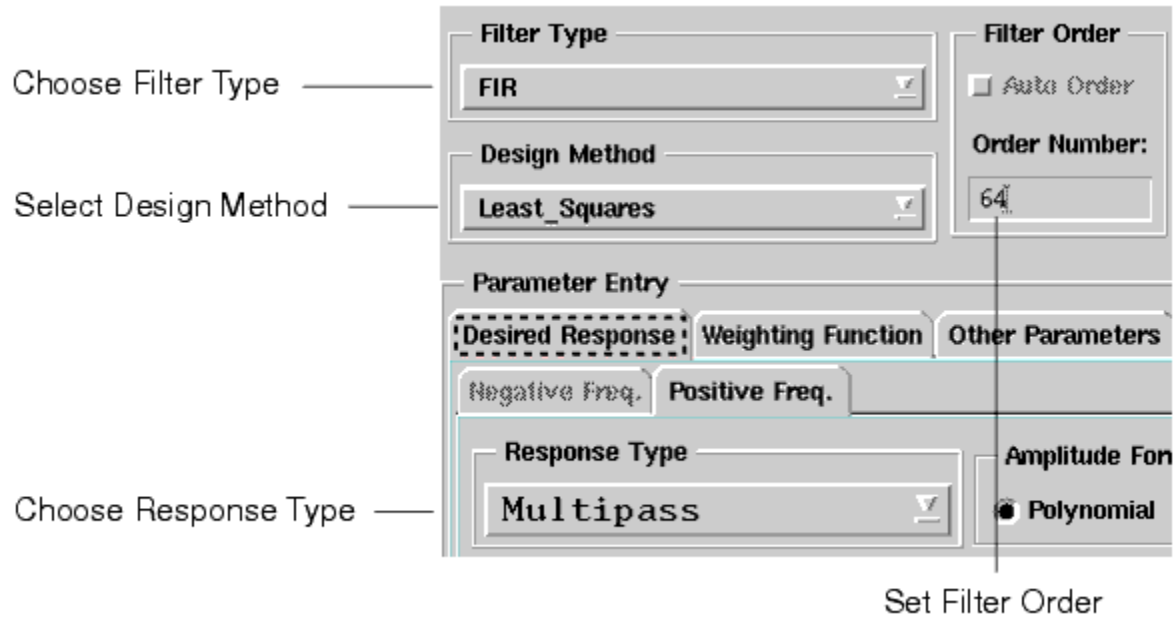 Filter Type
Filter Order
Choose Filter Type
FIR
Auto Order
Design Method
Order Number:
Select Design Method
Least_Squares
64
Parameter Entry
Desired Response
Weighting Function
Other Parameters
Negative Freq.
Positive Freq.
Response Type
Amplitude Fon
Choose Response Type
Multipass
Polynomial
Set Filter Order